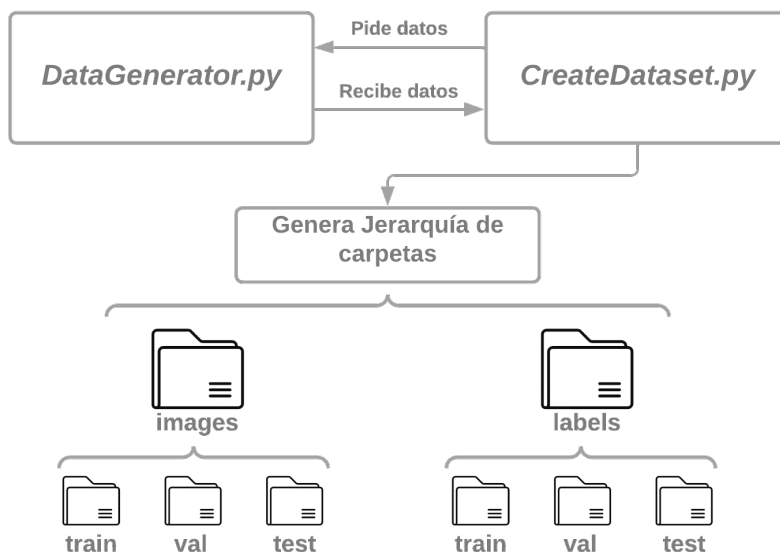 Pide datos
DataGenerator.py
CreateDataset.py
Recibe datos
Genera Jerarquía de
carpetas
images
labels
train val test
train val test